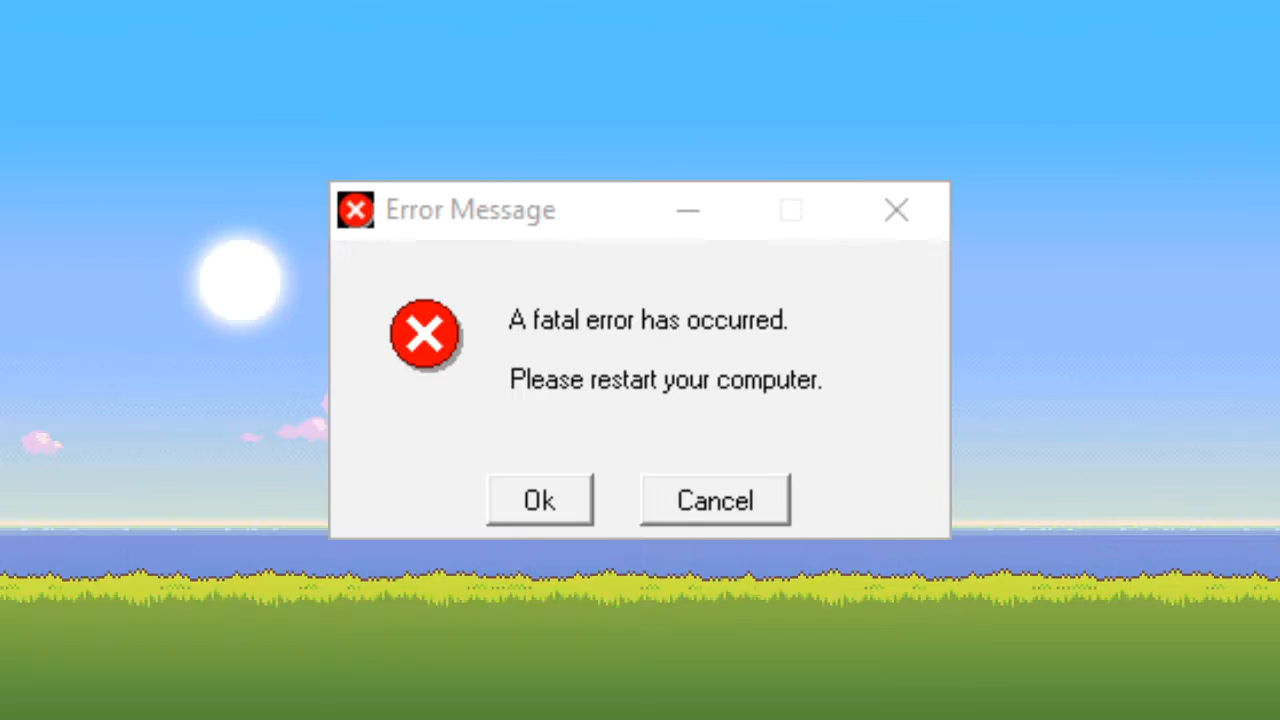 Error Message
A fatal error has occurred.
Please restart your computer.
Ok
Cancel